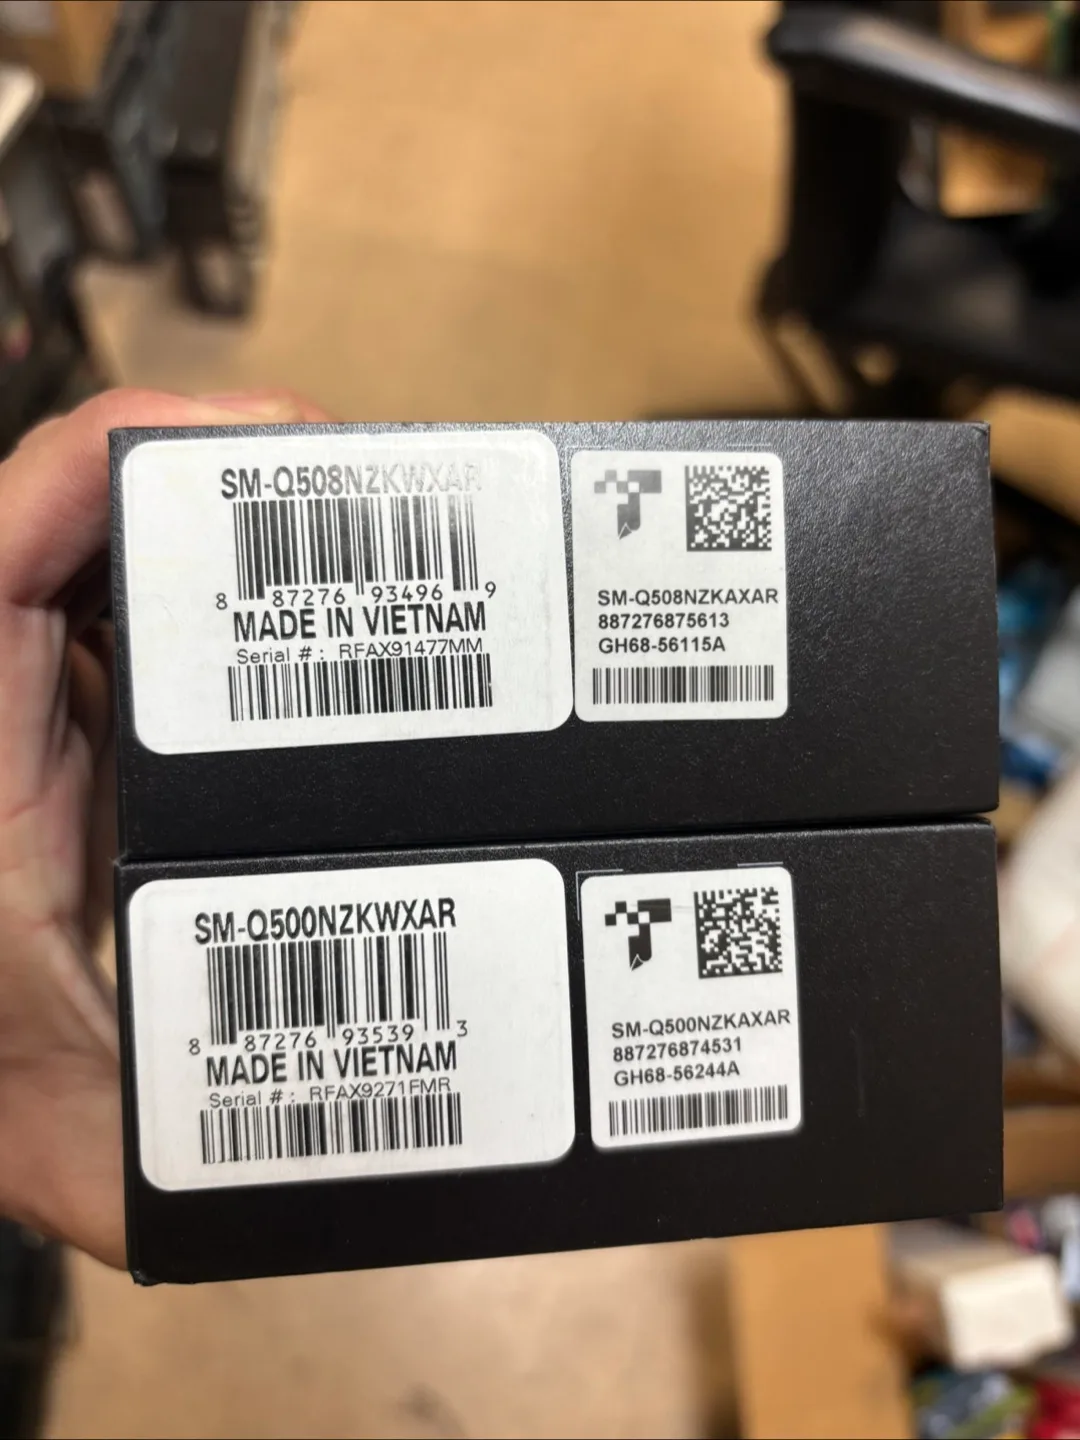 SM-Q508NZKWXAR
8 87276 93496 9
MADE IN VIETNAM
Serial # : RFAX91477MM
SM-Q508NZKAXAR
887276875613
GH68-56115A
SM-Q500NZKWXAR
8 87276 93539 3
MADE IN VIETNAM
Serial # : RFAX9271FMR
SM-Q500NZKAXAR
887276874531
GH68-56244A